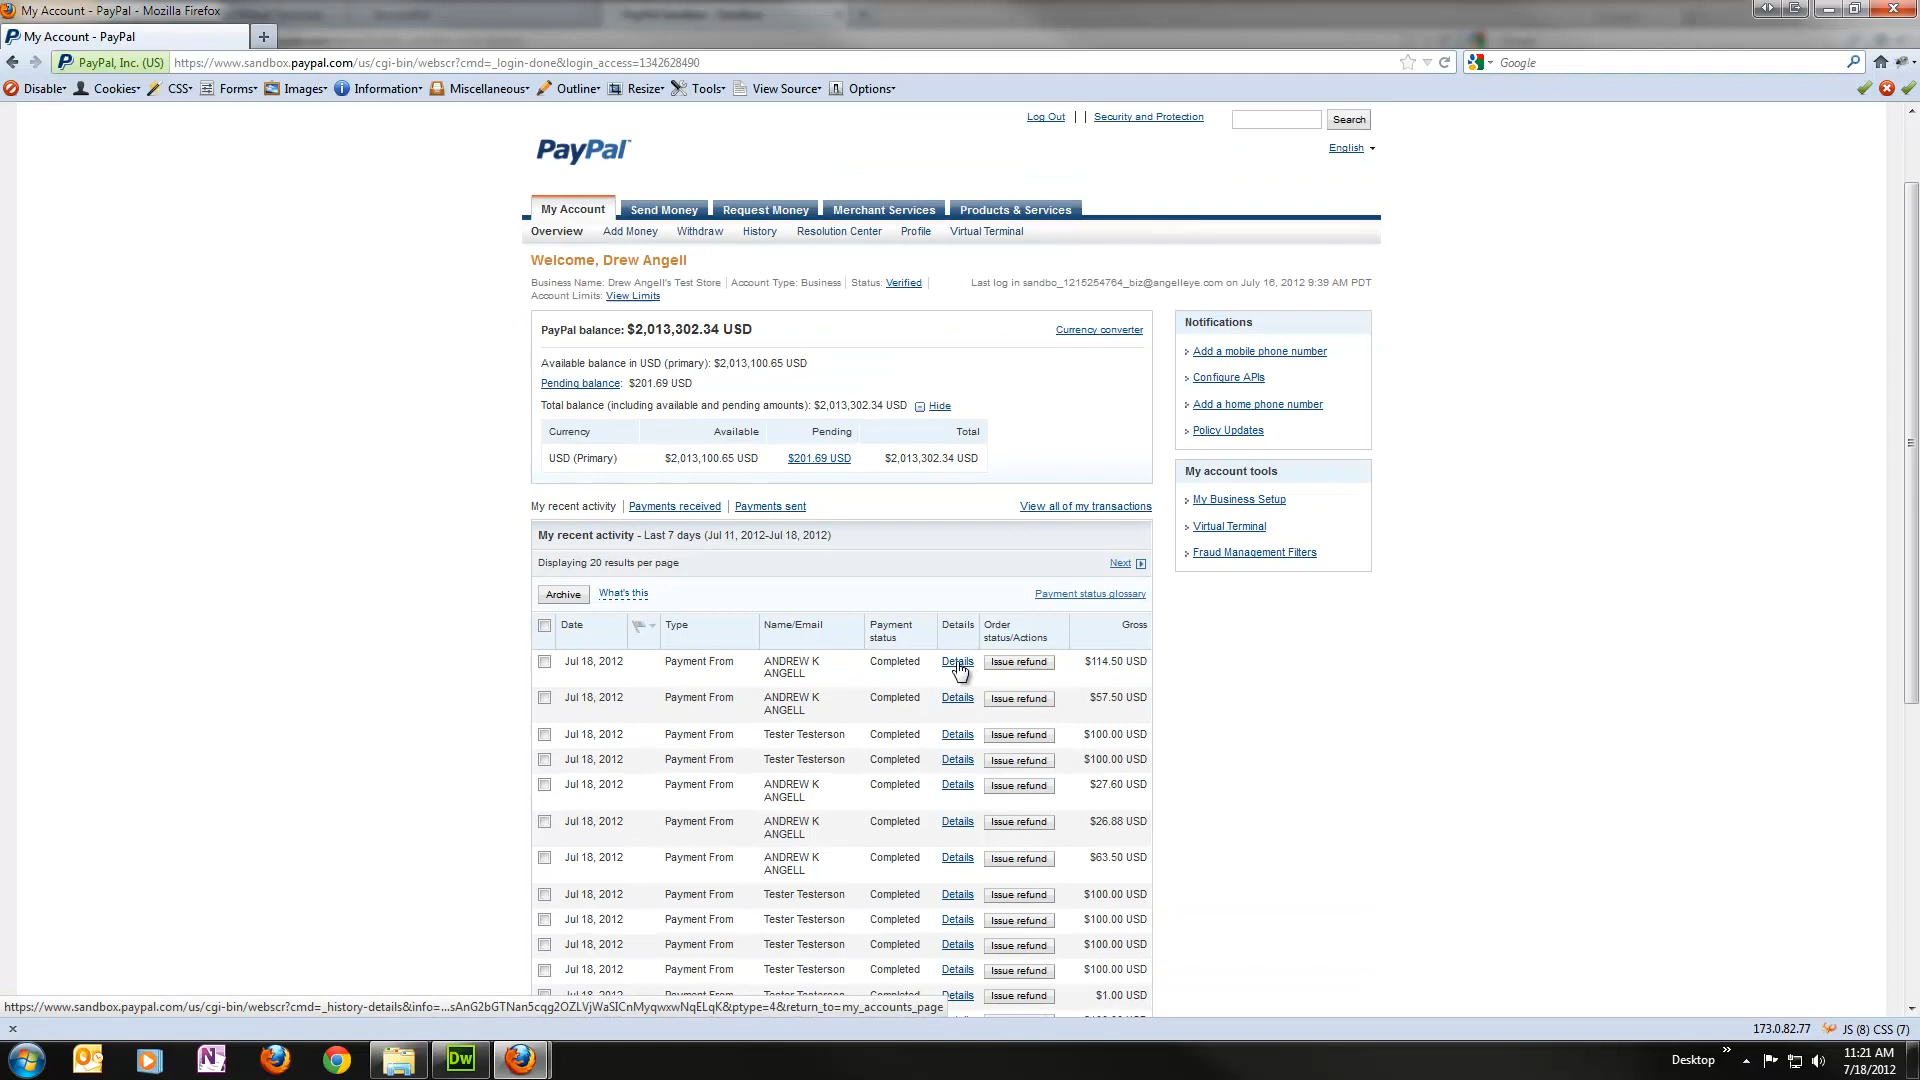 My Account - PayPal - Mozilla Firefox
My Account - PayPal
PayPal, Inc. (US) https://www.sandbox.paypal.com/us/cgi-bin/webscr?cmd=_login-done&login_access=1342628490 Google
Disable Cookies CSS Forms Images Information Miscellaneous Outline Resize Tools View Source Options
Log Out Security and Protection Search
PayPal
English
My Account Send Money Request Money Merchant Services Products & Services
Overview Add Money Withdraw History Resolution Center Profile Virtual Terminal
Welcome, Drew Angell
Business Name: Drew Angell's Test Store Account Type: Business Status: Verified Last log in sandbo_1215254764_biz@angelleye.com on July 16, 2012 9:39 AM PDT
Account Limits: View Limits
PayPal balance: $2,013,302.34 USD Currency converter
Available balance in USD (primary): $2,013,100.65 USD
Pending balance: $201.69 USD
Total balance (including available and pending amounts): $2,013,302.34 USD Hide
Currency Available Pending Total
USD (Primary) $2,013,100.65 USD $201.69 USD $2,013,302.34 USD
Notifications
Add a mobile phone number
Configure APIs
Add a home phone number
Policy Updates
My account tools
My Business Setup
Virtual Terminal
Fraud Management Filters
My recent activity Payments received Payments sent View all of my transactions
My recent activity - Last 7 days (Jul 11, 2012-Jul 18, 2012)
Displaying 20 results per page Next
Archive What's this Payment status glossary
Date Type Name/Email Payment status Details Order status/Actions Gross
Jul 18, 2012 Payment From ANDREW K ANGELL Completed Details Issue refund $114.50 USD
Jul 18, 2012 Payment From ANDREW K ANGELL Completed Details Issue refund $57.50 USD
Jul 18, 2012 Payment From Tester Testerson Completed Details Issue refund $100.00 USD
Jul 18, 2012 Payment From Tester Testerson Completed Details Issue refund $100.00 USD
Jul 18, 2012 Payment From ANDREW K ANGELL Completed Details Issue refund $27.60 USD
Jul 18, 2012 Payment From ANDREW K ANGELL Completed Details Issue refund $26.88 USD
Jul 18, 2012 Payment From ANDREW K ANGELL Completed Details Issue refund $63.50 USD
Jul 18, 2012 Payment From Tester Testerson Completed Details Issue refund $100.00 USD
Jul 18, 2012 Payment From Tester Testerson Completed Details Issue refund $100.00 USD
Jul 18, 2012 Payment From Tester Testerson Completed Details Issue refund $100.00 USD
Jul 18, 2012 Payment From Tester Testerson Completed Details Issue refund $100.00 USD
Details Issue refund $1.00 USD
https://www.sandbox.paypal.com/us/cgi-bin/webscr?cmd=_history-details&info=...sAnG2bGTNan5cqg2OZLVjWaSICnMyqwxwNqELqK&ptype=4&return_to=my_accounts_page
173.0.82.77 JS (8) CSS (7)
Dw Desktop 11:21 AM
7/18/2012